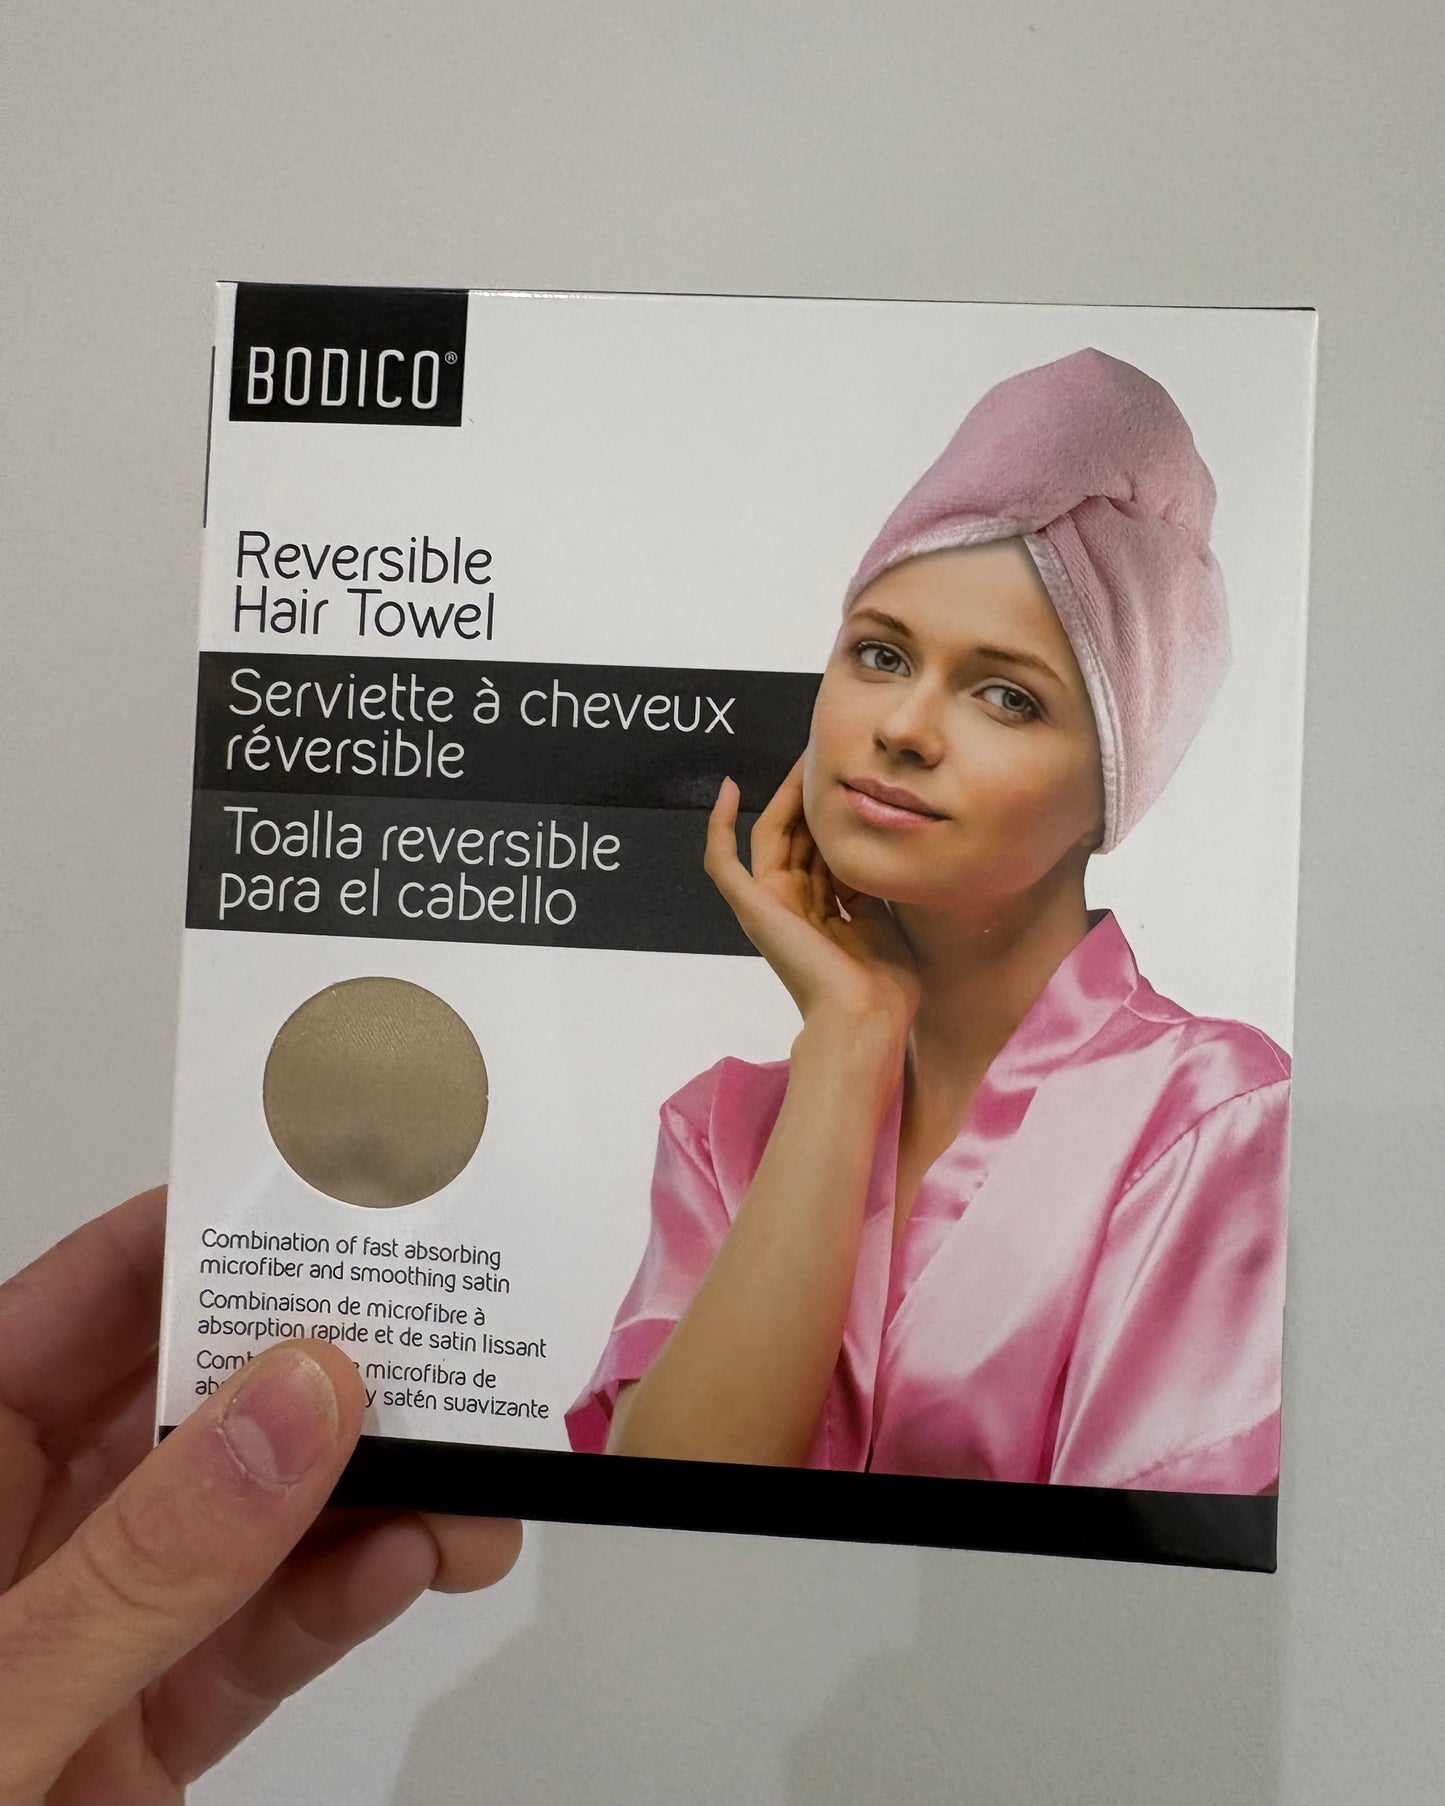 BODICO®
Reversible
Hair Towel
Serviette à cheveux
réversible
Toalla reversible
para el cabello
Combination of fast absorbing
microfiber and smoothing satin
Combinaison de microfibre à
absorption rapide et de satin lissant
microfibra de
y satén suavizante